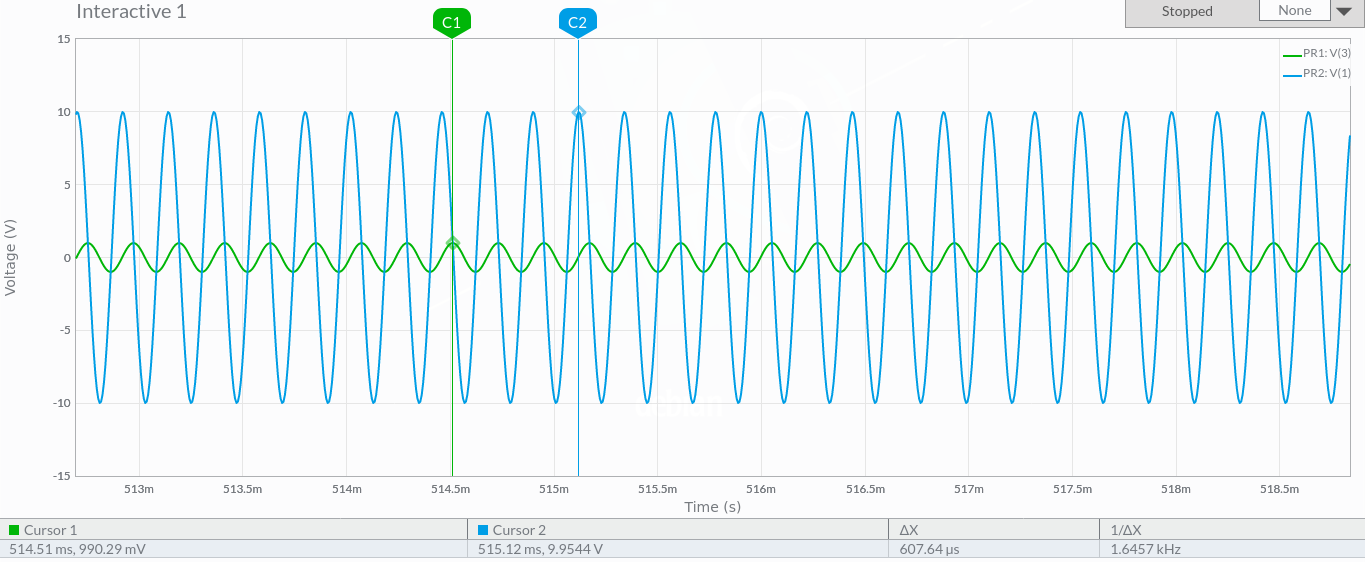 Interactive 1
Stopped
None
C1
C2
PR1: V(3)
PR2: V(1)
15
10
5
0
-5
-10
-15
Voltage (V)
513m 513.5m 514m 514.5m 515m 515.5m 516m 516.5m 517m 517.5m 518m 518.5m
Time (s)
Cursor 1 Cursor 2 ΔX 1/ΔX
514.51 ms, 990.29 mV 515.12 ms, 9.9544 V 607.64 µs 1.6457 kHz